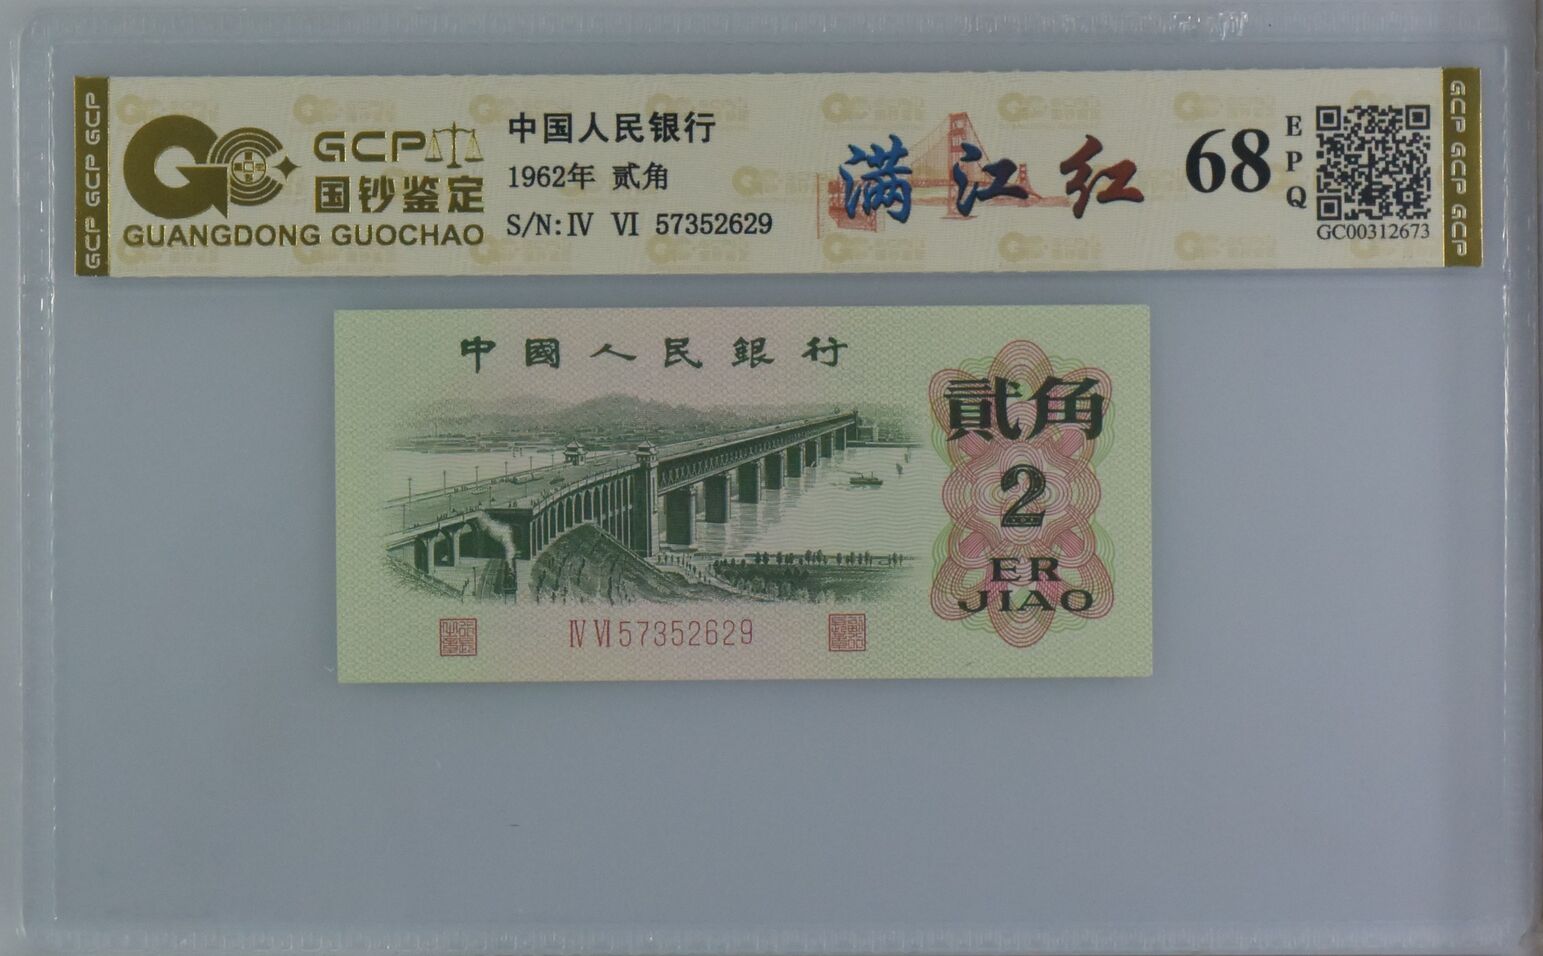 GCP GCP GCP
GCP
国钞鉴定
GUANGDONG GUOCHAO
中国人民银行
1962年 贰角
S/N:Ⅳ Ⅵ 57352629
满江红
68
EPQ
GC00312673
GCP GCP GCP
中國人民銀行
貳角
2
ER
JIAO
Ⅳ Ⅵ 57352629